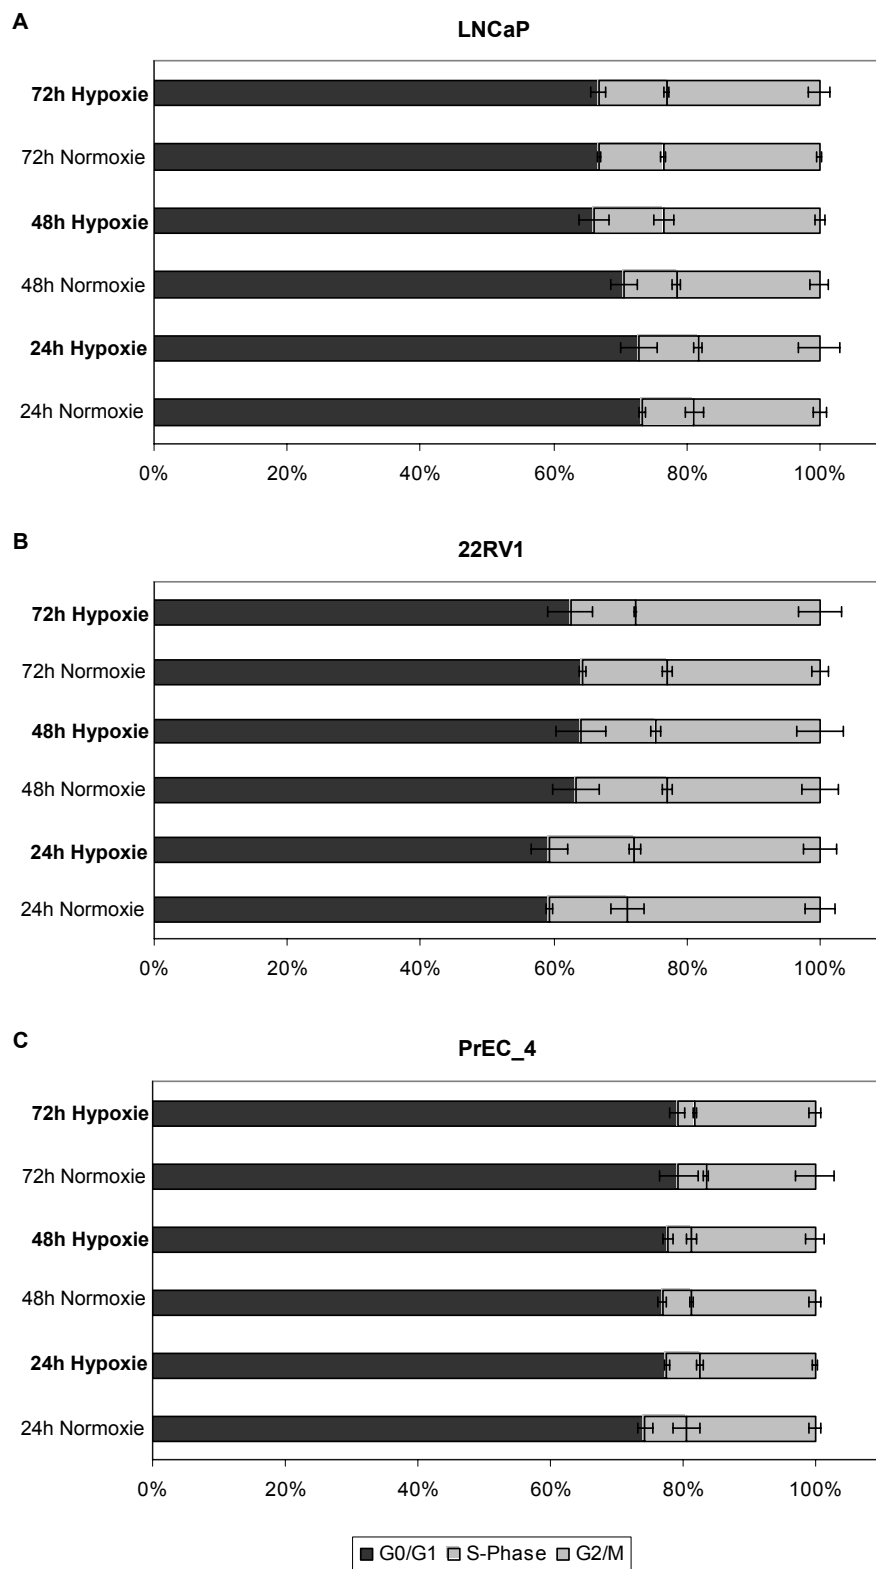 A
LNCaP
72h Hypoxie
72h Normoxie
48h Hypoxie
48h Normoxie
24h Hypoxie
24h Normoxie
0% 20% 40% 60% 80% 100%
B
22RV1
72h Hypoxie
72h Normoxie
48h Hypoxie
48h Normoxie
24h Hypoxie
24h Normoxie
0% 20% 40% 60% 80% 100%
C
PrEC_4
72h Hypoxie
72h Normoxie
48h Hypoxie
48h Normoxie
24h Hypoxie
24h Normoxie
0% 20% 40% 60% 80% 100%
G0/G1 S-Phase G2/M